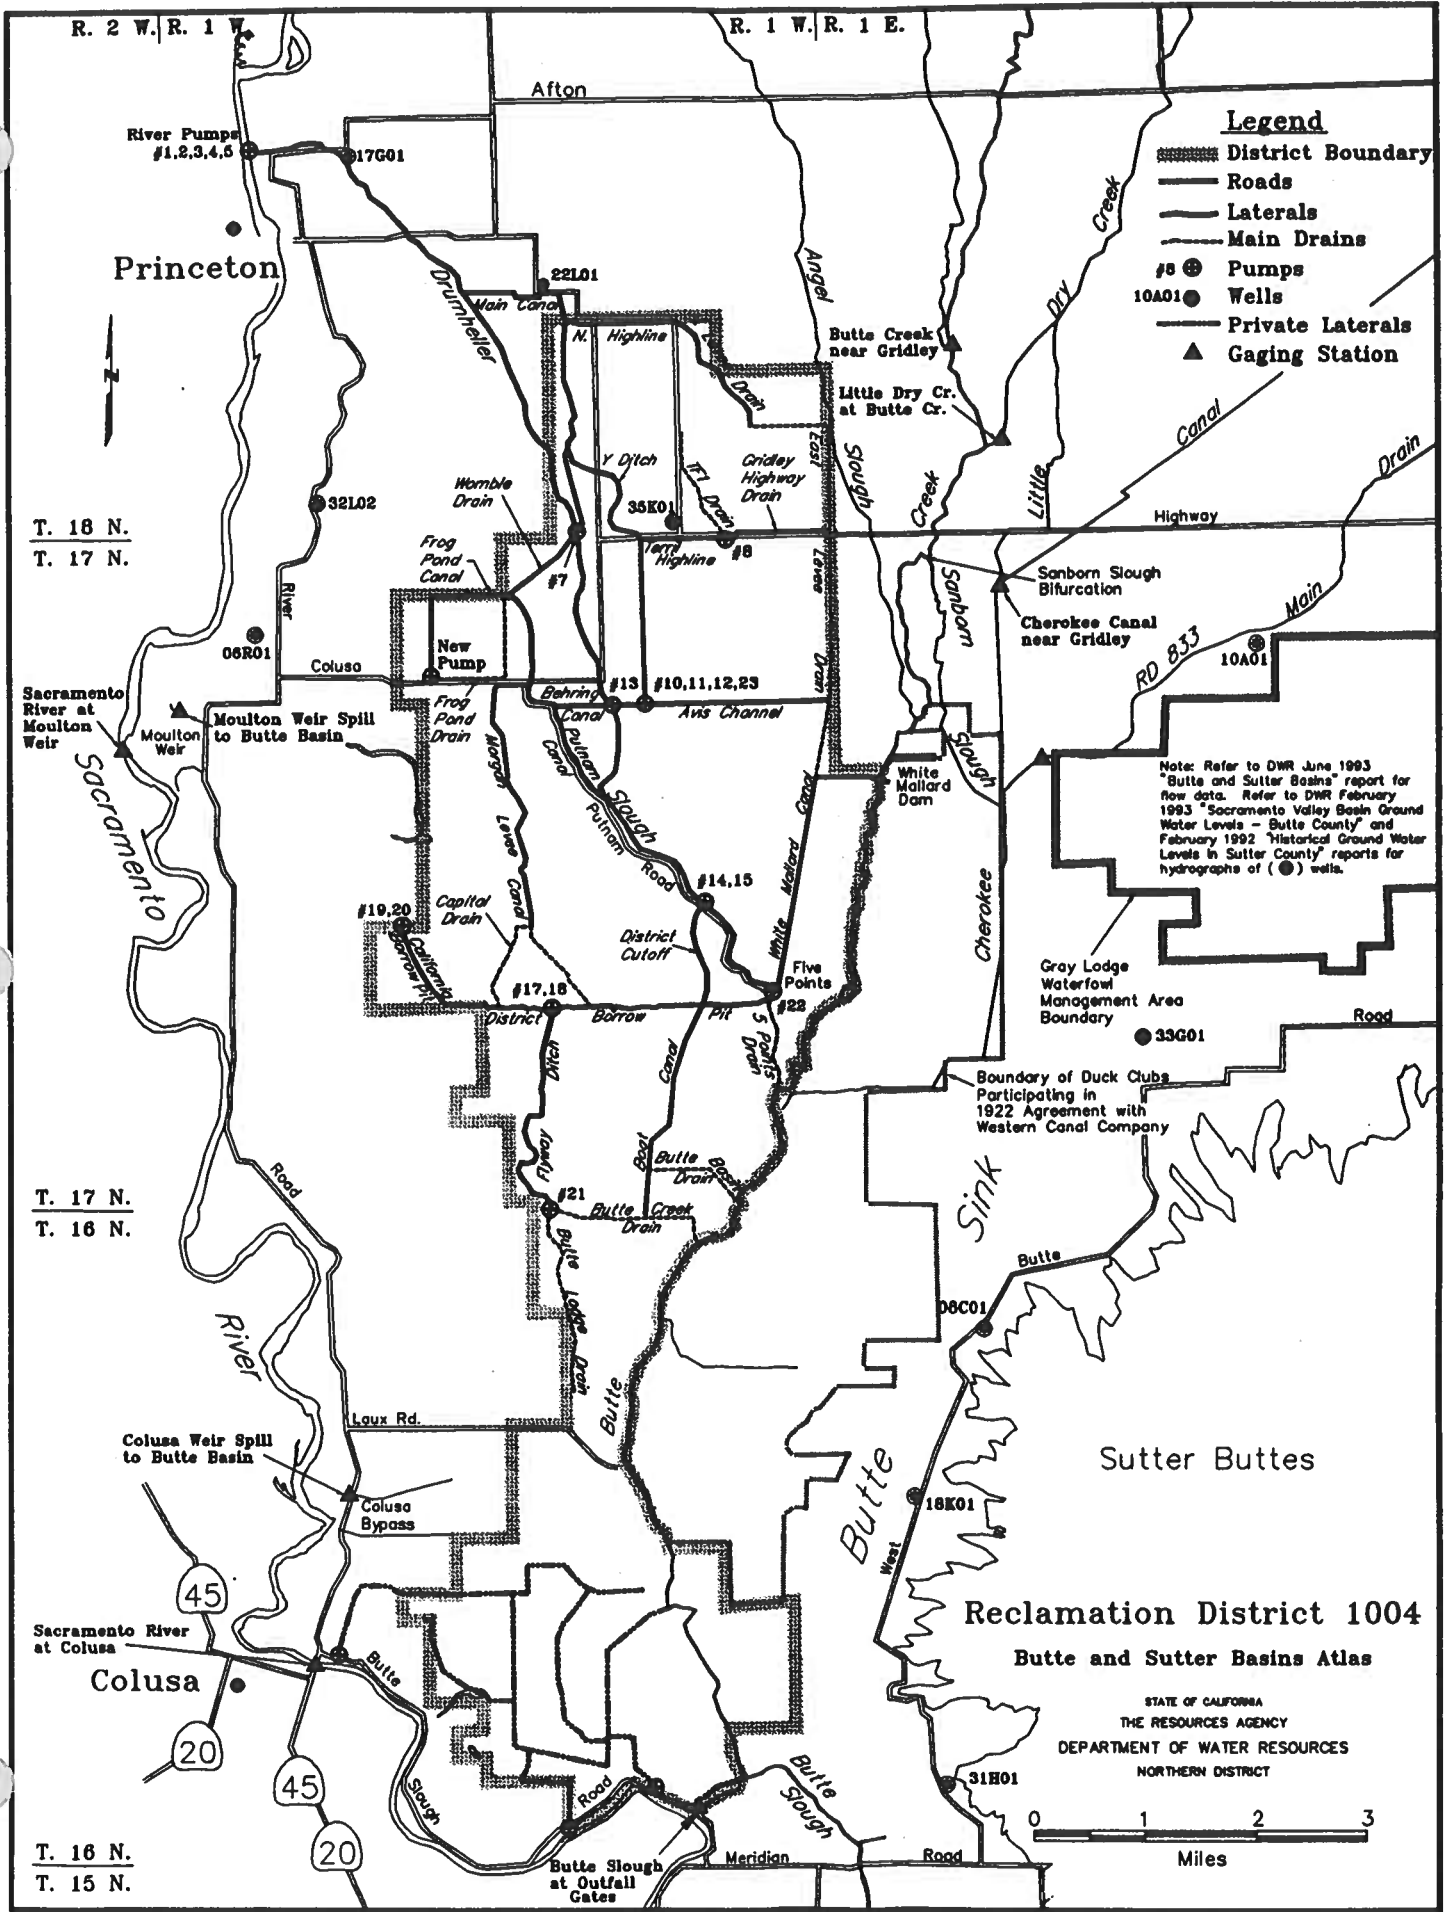 R. 2 W. R. 1 W.
R. 1 W. R. 1 E.
Afton
River Pumps
#1,2,3,4,5
17G01
Legend
District Boundary
Roads
Laterals
Main Drains
#8 Pumps
10A01 Wells
Private Laterals
Gaging Station
Princeton
22L01
Main Canal
Drumheller
N. Highline
Drain
Angel
Slough
Creek
Dry
Little
Butte Creek
near Gridley
Little Dry Cr.
at Butte Cr.
Canal
Drain
Y Ditch
TFT Drain
Gridley
Highway
Drain
East
Levee
Drain
Creek
Womble
Drain
35K01
32L02
T. 18 N.
T. 17 N.
Frog
Pond
Canal
#7
Terril
Highline
#8
Highway
Sanborn
Slough
Sanborn Slough
Bifurcation
Cherokee Canal
near Gridley
Main
RD 833
10A01
River
06R01
Colusa
New
Pump
Behring
Canal
#13
#10,11,12,23
Avis Channel
Frog
Pond
Drain
Sacramento
River at
Moulton
Weir
Moulton
Weir
Moulton Weir Spill
to Butte Basin
Sacramento
Morgan
Levee
Canal
Putnam
Canal
Slough
Putnam
Road
White
Mallard
Dam
White Mallard Canal
Note: Refer to DWR June 1993
"Butte and Sutter Basins" report for
flow data. Refer to DWR February
1993 "Sacramento Valley Basin Ground
Water Levels – Butte County" and
February 1992 "Historical Ground Water
Levels in Sutter County" reports for
hydrographs of ( ) wells.
Cherokee
#14,15
#19,20
Capital
Drain
California
Borrow Pit
District
Cutoff
Five
Points
#22
#17,18
District Borrow Pit
5 Points
Drain
Gray Lodge
Waterfowl
Management Area
Boundary
33G01
Road
Ditch
Flyway
Canal
Boat
Boundary of Duck Clubs
Participating in
1922 Agreement with
Western Canal Company
Butte
Drain
Basin
T. 17 N.
T. 16 N.
Road
#21
Butte Creek
Drain
Butte Lodge Drain
Sink
Butte
River
06C01
Butte
Laux Rd.
Colusa Weir Spill
to Butte Basin
Colusa
Bypass
Butte
Sutter Buttes
18K01
West
45
Sacramento River
at Colusa
Colusa
Butte
Slough
20
45
20
Reclamation District 1004
Butte and Sutter Basins Atlas
STATE OF CALIFORNIA
THE RESOURCES AGENCY
DEPARTMENT OF WATER RESOURCES
NORTHERN DISTRICT
31H01
Road
Butte
Slough
0 1 2 3
Miles
T. 16 N.
T. 15 N.
Butte Slough
at Outfall
Gates
Meridian
Road